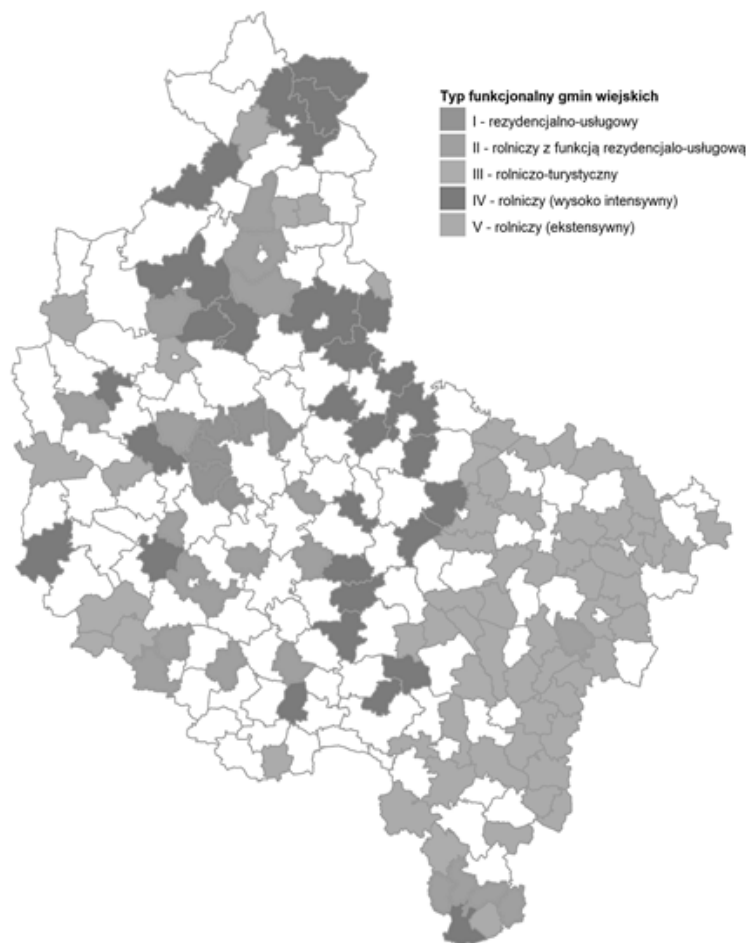 Typ funkcjonalny gmin wiejskich
I - rezydencjalno-usługowy
II - rolniczy z funkcją rezydencjalo-usługową
III - rolniczo-turystyczny
IV - rolniczy (wysoko intensywny)
V - rolniczy (ekstensywny)